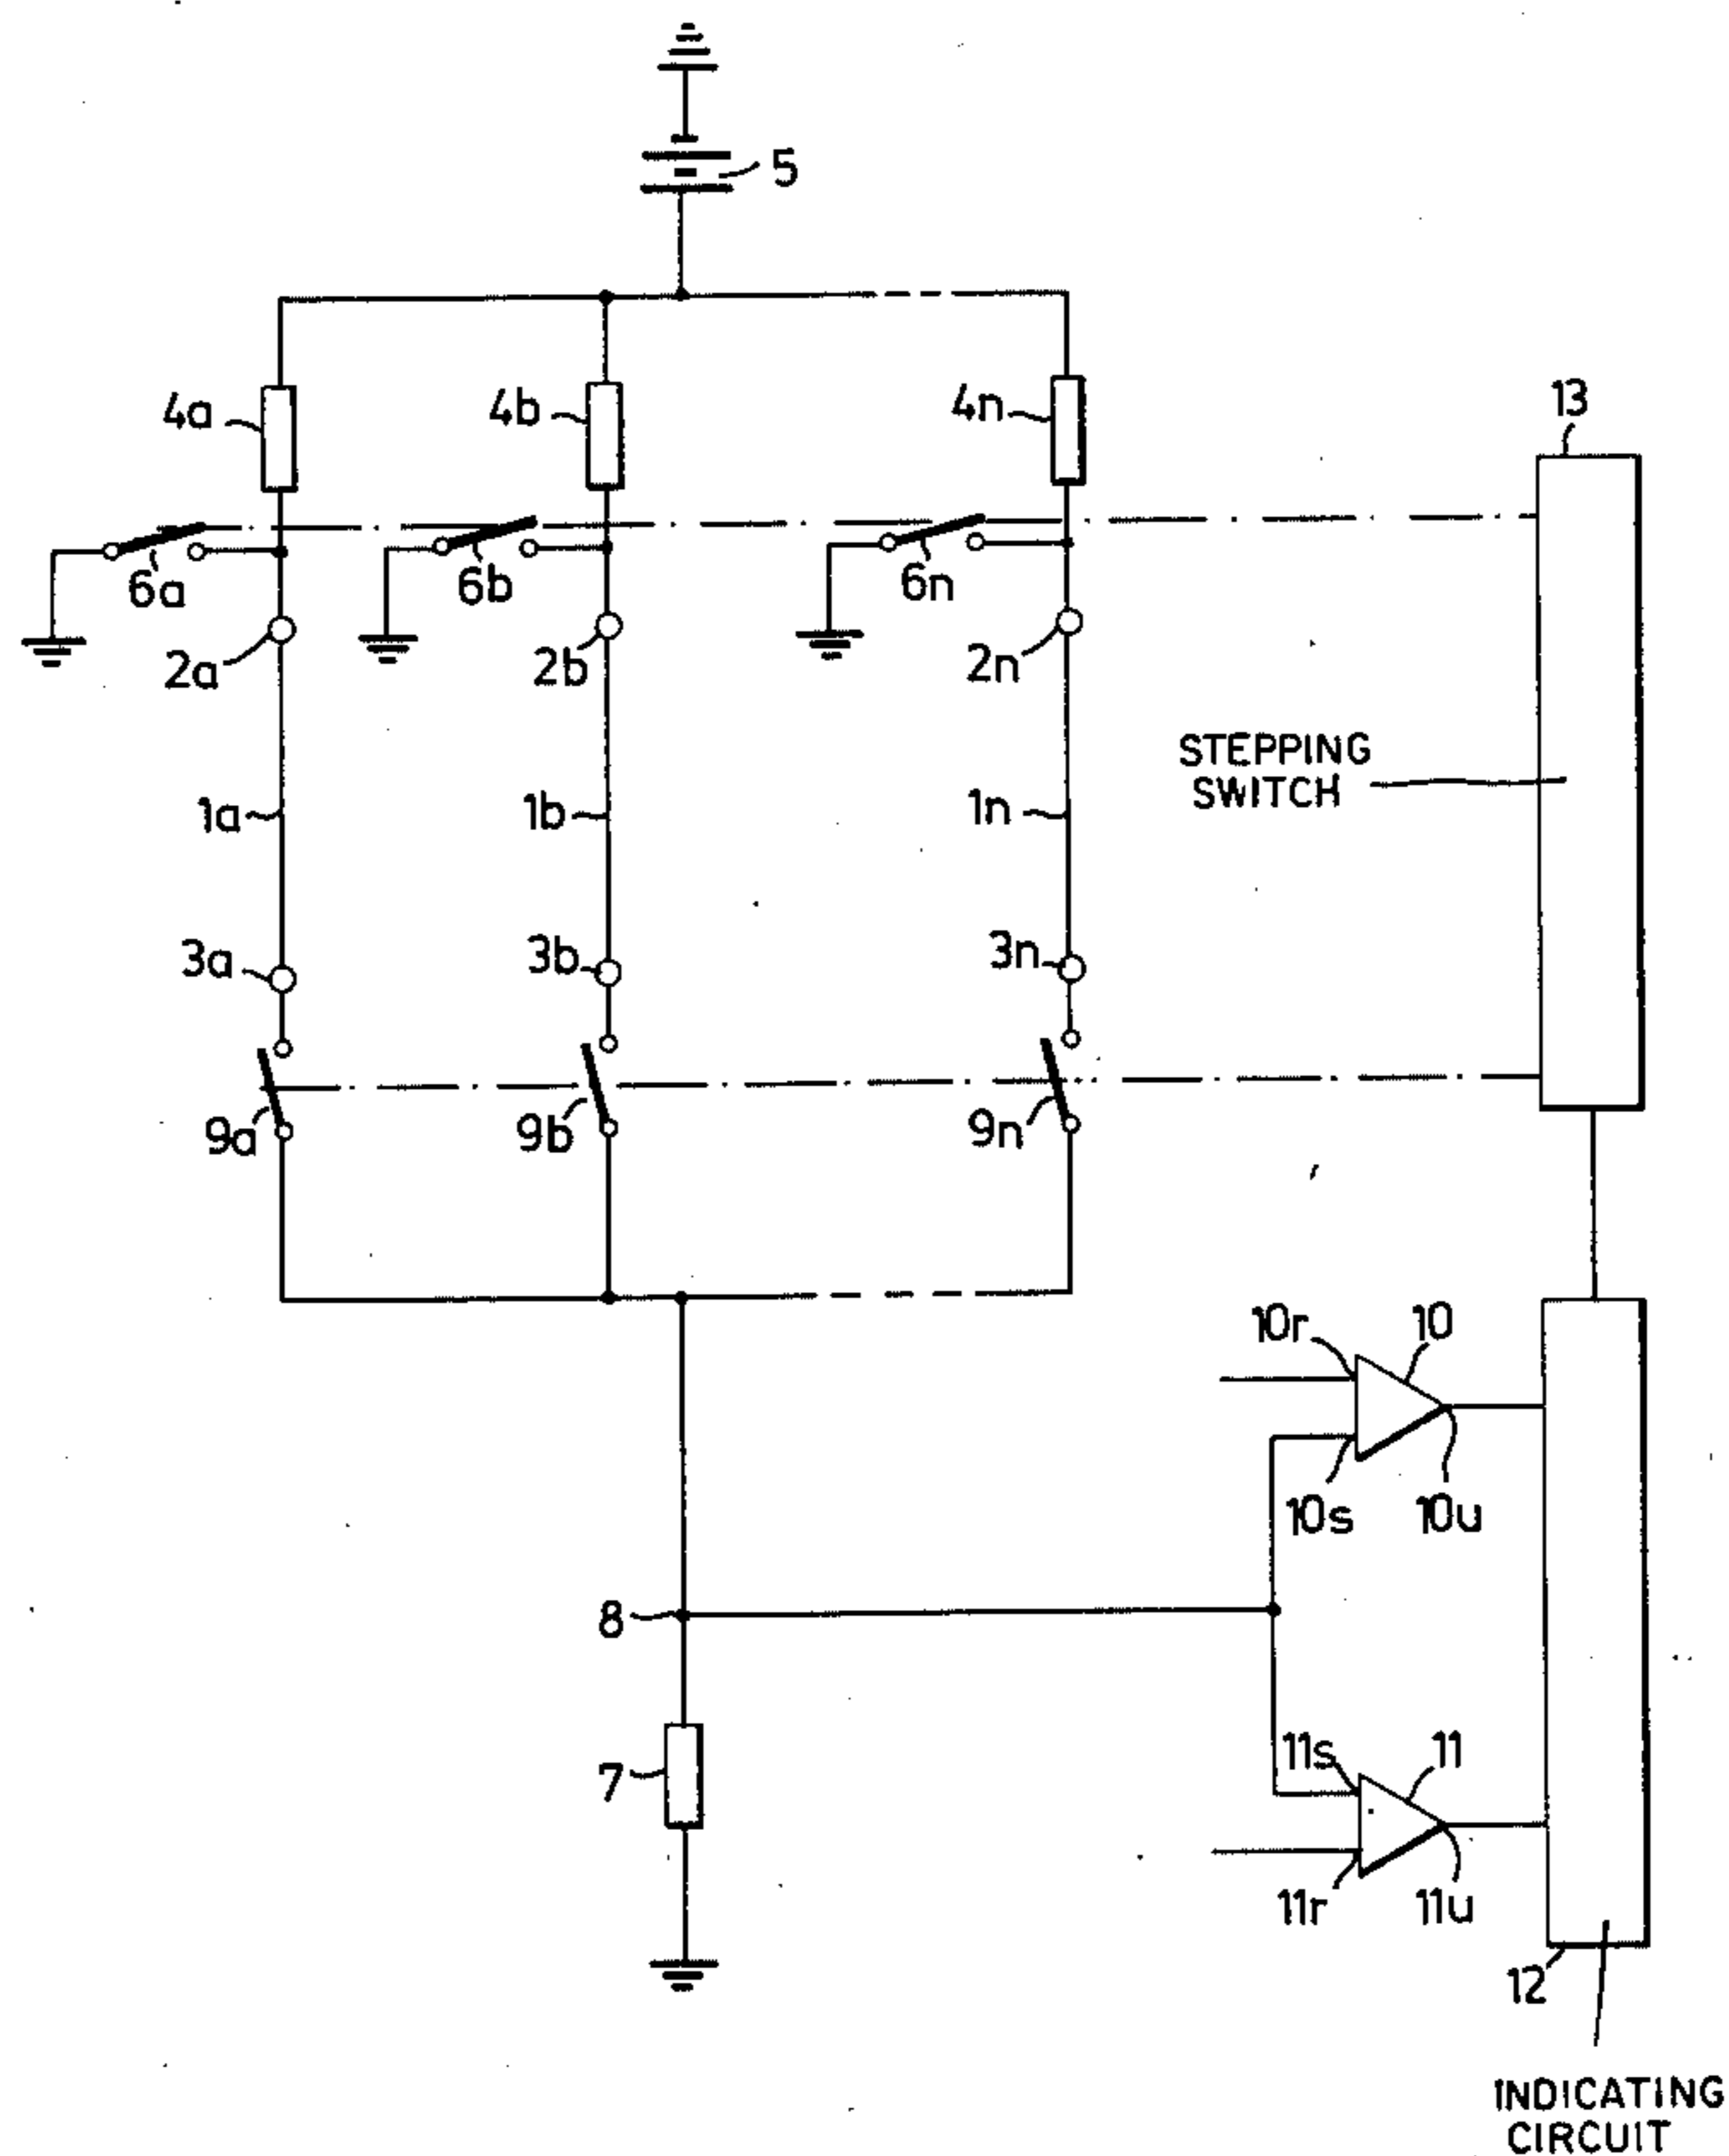 5
4a
4b
4n
13
6a
6b
6n
2a
2b
2n
STEPPING
SWITCH
1a
1b
1n
3a
3b
3n
9a
9b
9n
10r
10
10s
10u
8
7
11s
11
11r
11u
12
INDICATING
CIRCUIT